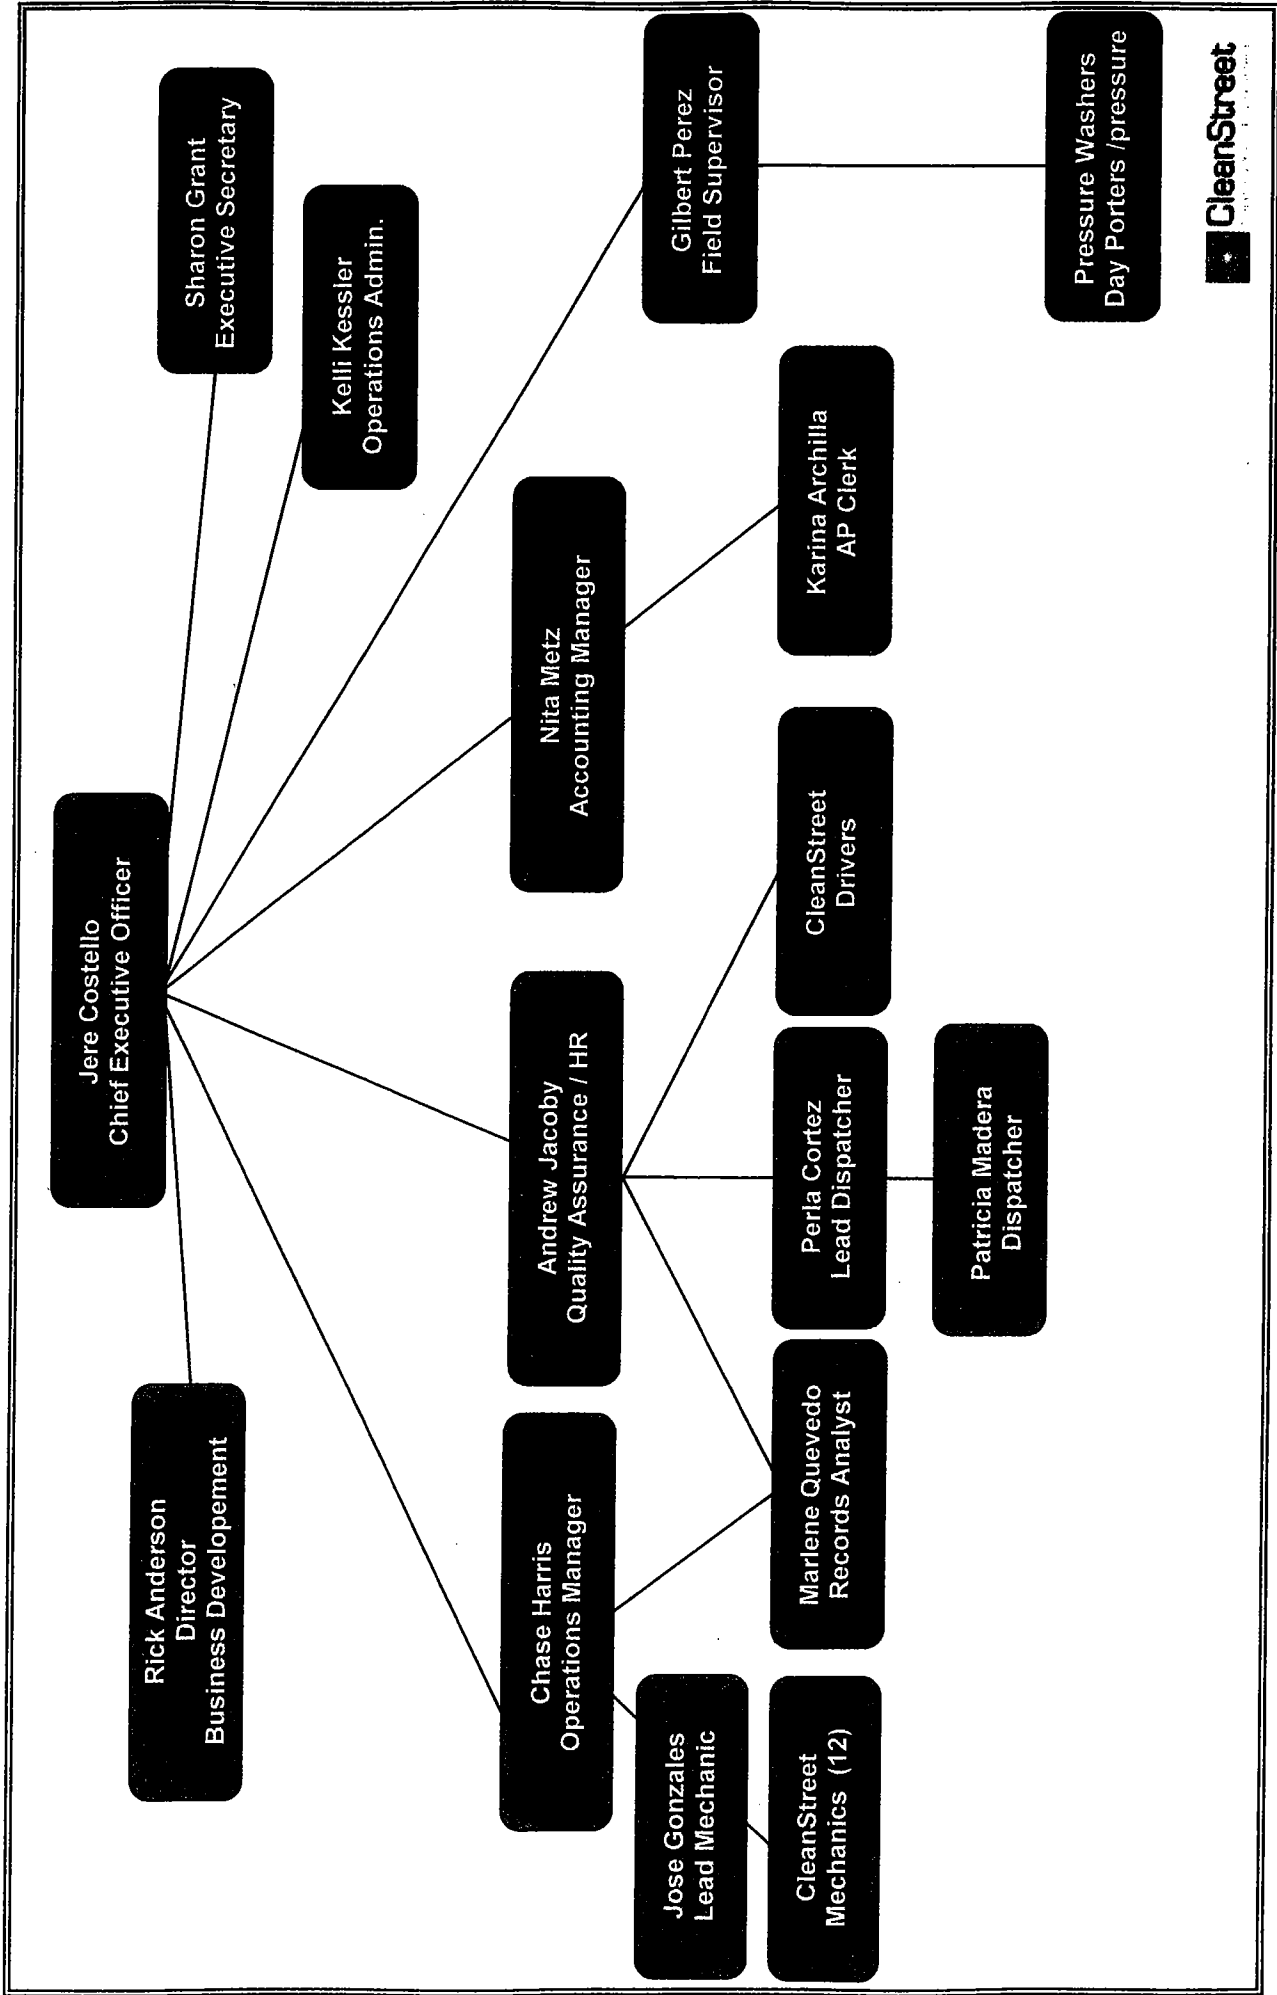 Jere Costello
Chief Executive Officer
Rick Anderson
Director
Business Developement
Sharon Grant
Executive Secretary
Kelli Kessler
Operations Admin.
Chase Harris
Operations Manager
Andrew Jacoby
Quality Assurance / HR
Nita Metz
Accounting Manager
Gilbert Perez
Field Supervisor
Jose Gonzales
Lead Mechanic
CleanStreet
Mechanics (12)
Marlene Quevedo
Records Analyst
Perla Cortez
Lead Dispatcher
CleanStreet
Drivers
Karina Archilla
AP Clerk
Patricia Madera
Dispatcher
Pressure Washers
Day Porters /pressure
CleanStreet